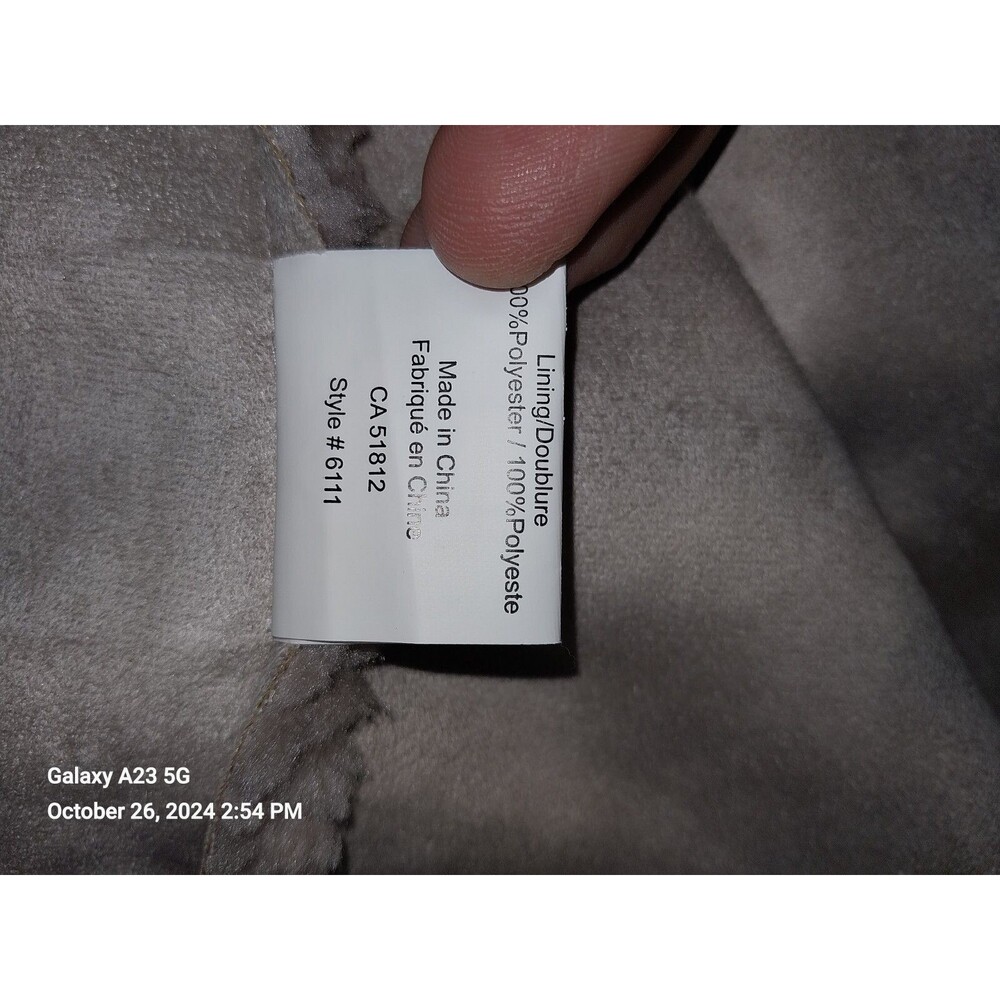 Lining/Doublure
00%Polyester / 100%Polyeste
Made in China
Fabriqué en Chine
CA 51812
Style # 6111
Galaxy A23 5G
October 26, 2024 2:54 PM